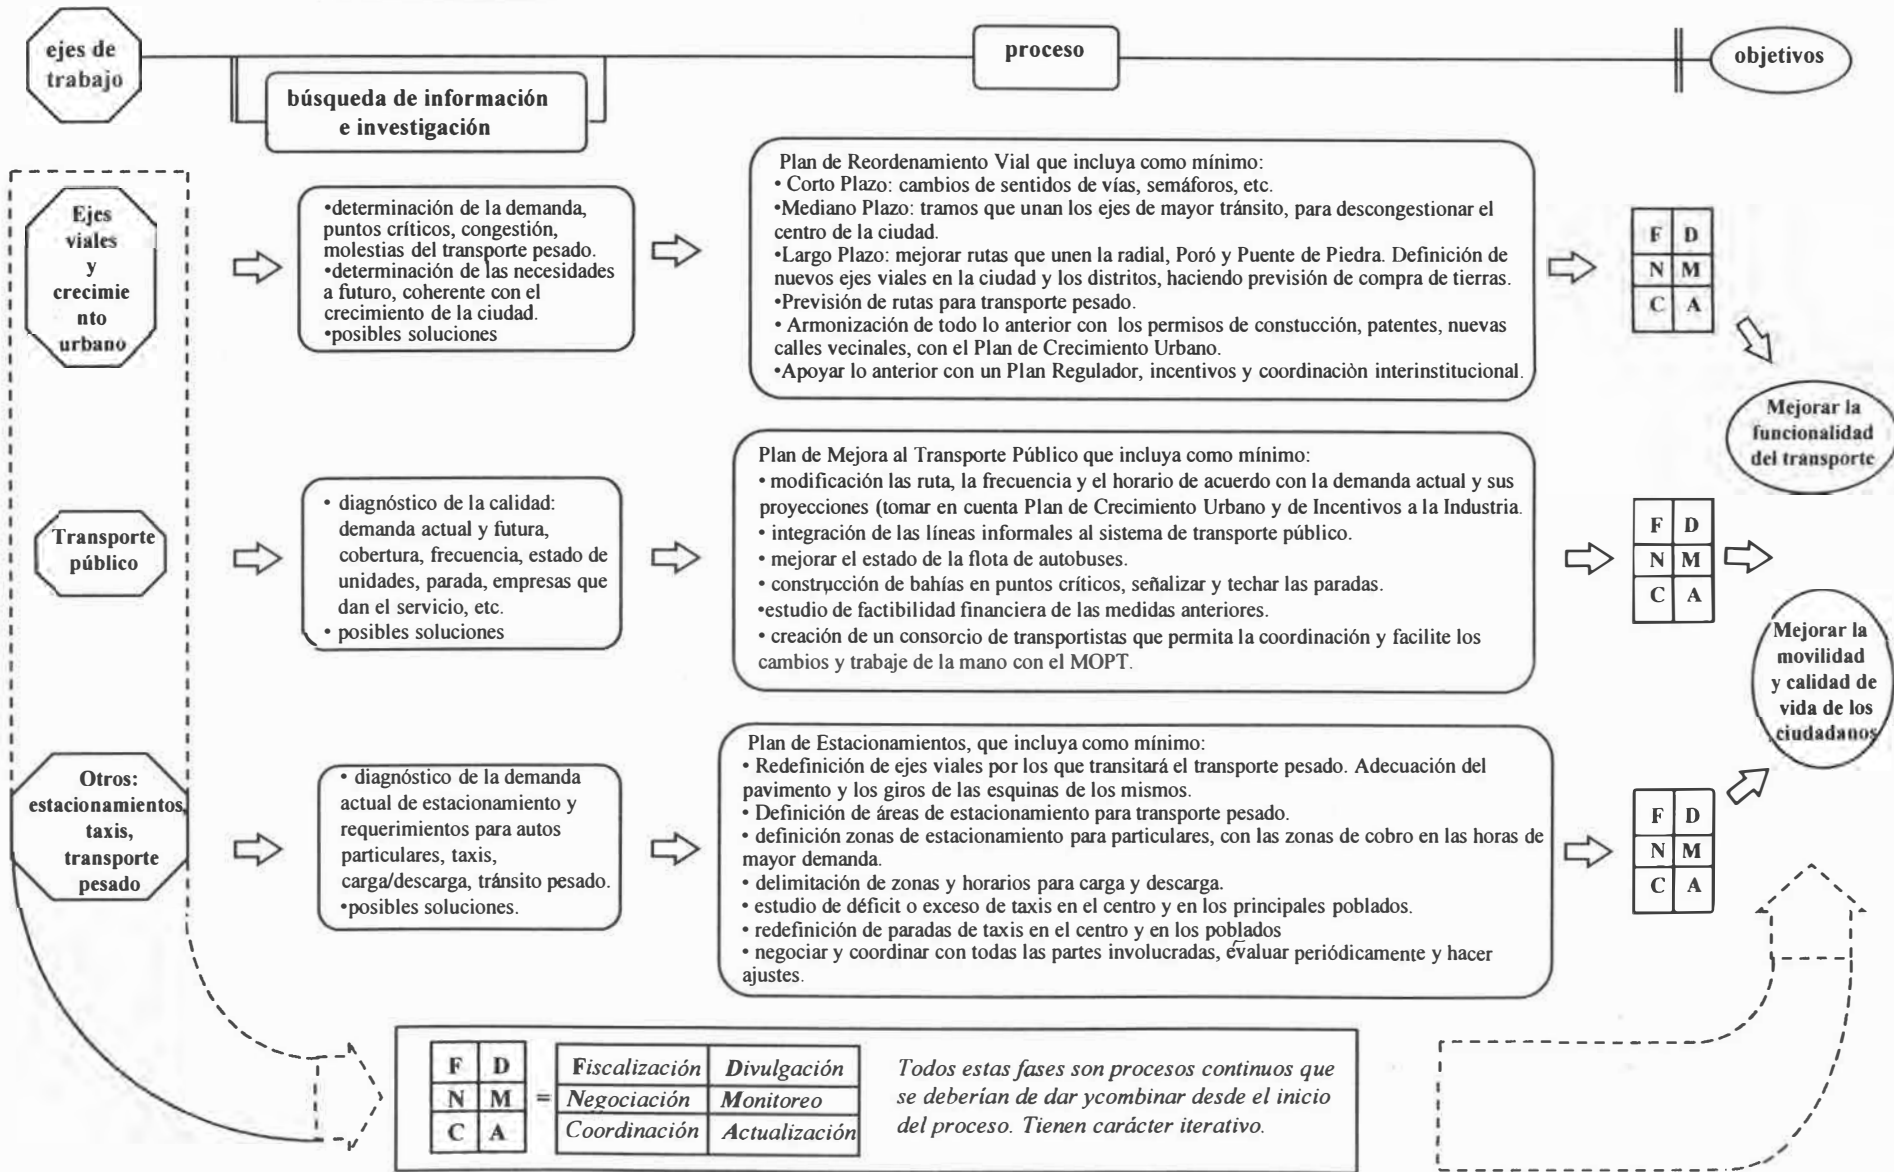 ejes de
trabajo
búsqueda de información
e investigación
proceso
objetivos
Ejes
viales
y
crecimie
nto
urbano
•determinación de la demanda,
puntos críticos, congestión,
molestias del transporte pesado.
•determinación de las necesidades
a futuro, coherente con el
crecimiento de la ciudad.
•posibles soluciones
Plan de Reordenamiento Vial que incluya como mínimo:
• Corto Plazo: cambios de sentidos de vías, semáforos, etc.
•Mediano Plazo: tramos que unan los ejes de mayor tránsito, para descongestionar el
centro de la ciudad.
•Largo Plazo: mejorar rutas que unen la radial, Poró y Puente de Piedra. Definición de
nuevos ejes viales en la ciudad y los distritos, haciendo previsión de compra de tierras.
•Previsión de rutas para transporte pesado.
• Armonización de todo lo anterior con los permisos de constucción, patentes, nuevas
calles vecinales, con el Plan de Crecimiento Urbano.
•Apoyar lo anterior con un Plan Regulador, incentivos y coordinaciòn interinstitucional.
F D
N M
C A
Mejorar la
funcionalidad
del transporte
Transporte
público
• diagnóstico de la calidad:
demanda actual y futura,
cobertura, frecuencia, estado de
unidades, parada, empresas que
dan el servicio, etc.
• posibles soluciones
Plan de Mejora al Transporte Público que incluya como mínimo:
• modificación las ruta, la frecuencia y el horario de acuerdo con la demanda actual y sus
proyecciones (tomar en cuenta Plan de Crecimiento Urbano y de Incentivos a la Industria.
• integración de las líneas informales al sistema de transporte público.
• mejorar el estado de la flota de autobuses.
• construcción de bahías en puntos críticos, señalizar y techar las paradas.
•estudio de factibilidad financiera de las medidas anteriores.
• creación de un consorcio de transportistas que permita la coordinación y facilite los
cambios y trabaje de la mano con el MOPT.
F D
N M
C A
Mejorar la
movilidad
y calidad de
vida de los
ciudadanos
Otros:
estacionamientos,
taxis,
transporte
pesado
• diagnóstico de la demanda
actual de estacionamiento y
requerimientos para autos
particulares, taxis,
carga/descarga, tránsito pesado.
•posibles soluciones.
Plan de Estacionamientos, que incluya como mínimo:
• Redefinición de ejes viales por los que transitará el transporte pesado. Adecuación del
pavimento y los giros de las esquinas de los mismos.
• Definición de áreas de estacionamiento para transporte pesado.
• definición zonas de estacionamiento para particulares, con las zonas de cobro en las horas de
mayor demanda.
• delimitación de zonas y horarios para carga y descarga.
• estudio de déficit o exceso de taxis en el centro y en los principales poblados.
• redefinición de paradas de taxis en el centro y en los poblados
• negociar y coordinar con todas las partes involucradas, evaluar periódicamente y hacer
ajustes.
F D
N M
C A
F D
N M
C A
=
Fiscalización Divulgación
Negociación Monitoreo
Coordinación Actualización
Todos estas fases son procesos continuos que
se deberían de dar ycombinar desde el inicio
del proceso. Tienen carácter iterativo.